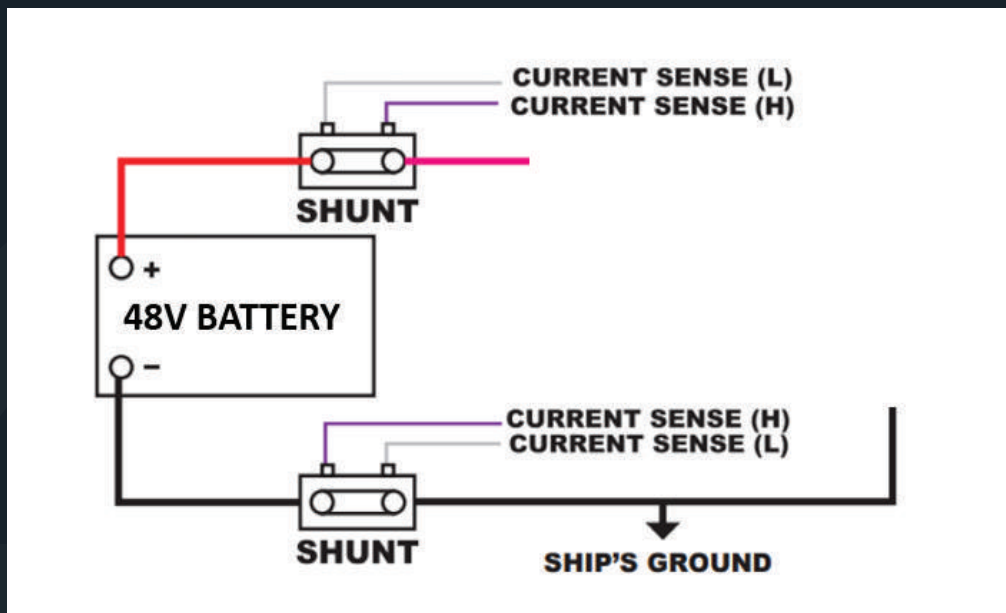 CURRENT SENSE (L)
CURRENT SENSE (H)
SHUNT
+
48V BATTERY
–
CURRENT SENSE (H)
CURRENT SENSE (L)
SHUNT
SHIP'S GROUND